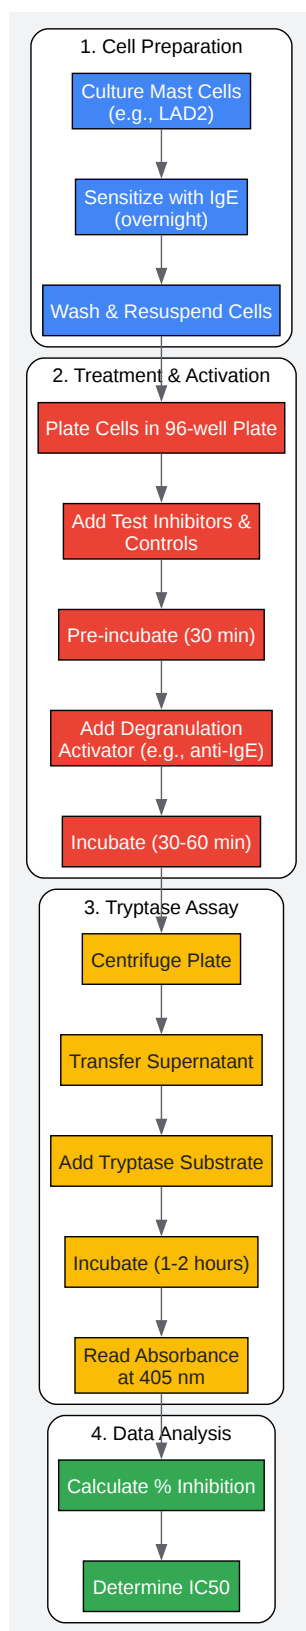 1. Cell Preparation
Culture Mast Cells
(e.g., LAD2)
Sensitize with IgE
(overnight)
Wash & Resuspend Cells
2. Treatment & Activation
Plate Cells in 96-well Plate
Add Test Inhibitors &
Controls
Pre-incubate (30 min)
Add Degranulation
Activator (e.g., anti-IgE)
Incubate (30-60 min)
3. Tryptase Assay
Centrifuge Plate
Transfer Supernatant
Add Tryptase Substrate
Incubate (1-2 hours)
Read Absorbance
at 405 nm
4. Data Analysis
Calculate % Inhibition
Determine IC50